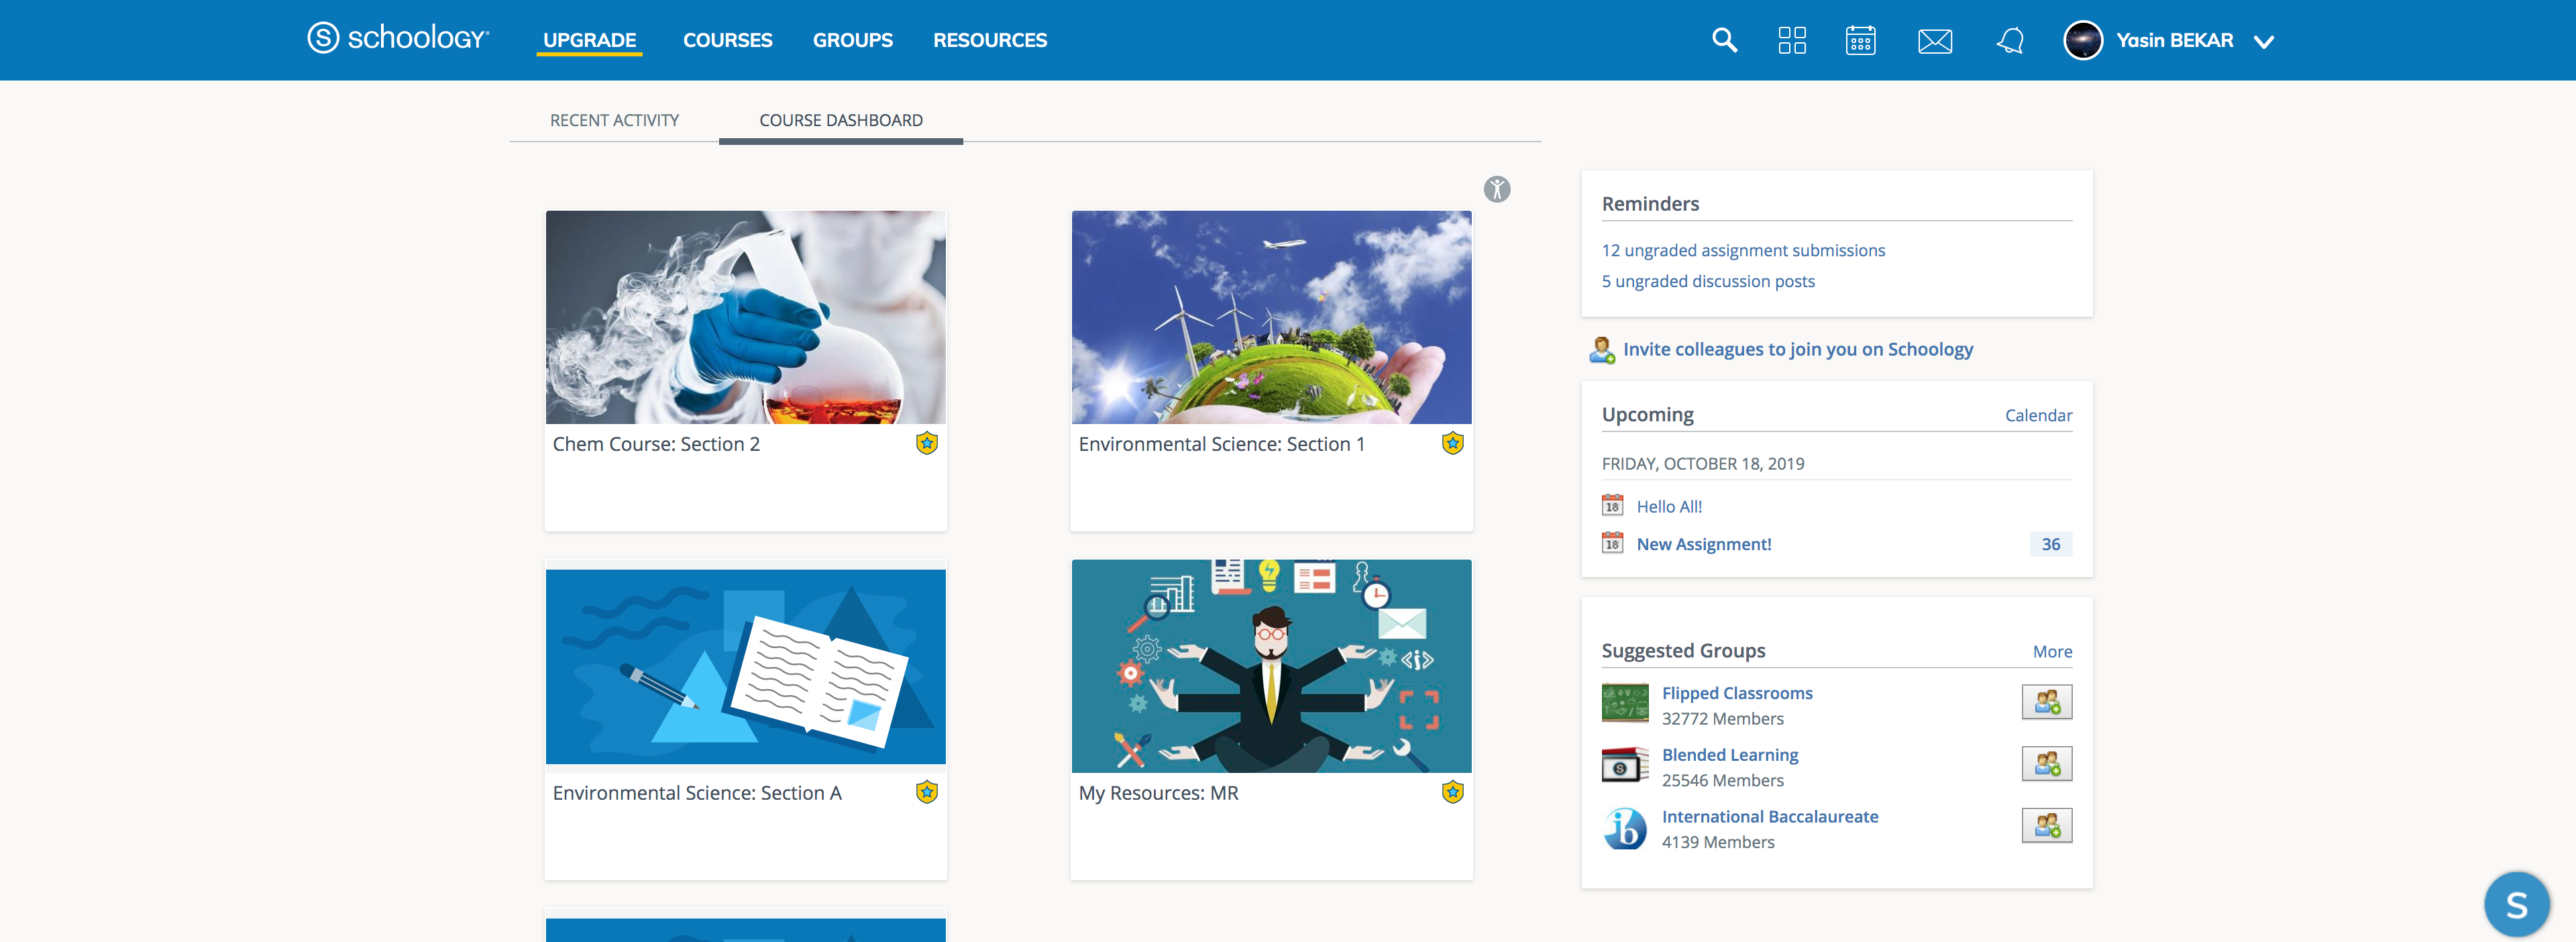 S schoology®
UPGRADE
COURSES
GROUPS
RESOURCES
Yasin BEKAR
RECENT ACTIVITY
COURSE DASHBOARD
Chem Course: Section 2
Environmental Science: Section 1
Environmental Science: Section A
My Resources: MR
Reminders
12 ungraded assignment submissions
5 ungraded discussion posts
Invite colleagues to join you on Schoology
Upcoming
Calendar
FRIDAY, OCTOBER 18, 2019
18 Hello All!
18 New Assignment! 36
Suggested Groups
More
Flipped Classrooms
32772 Members
S
Blended Learning
25546 Members
ib
International Baccalaureate
4139 Members
S